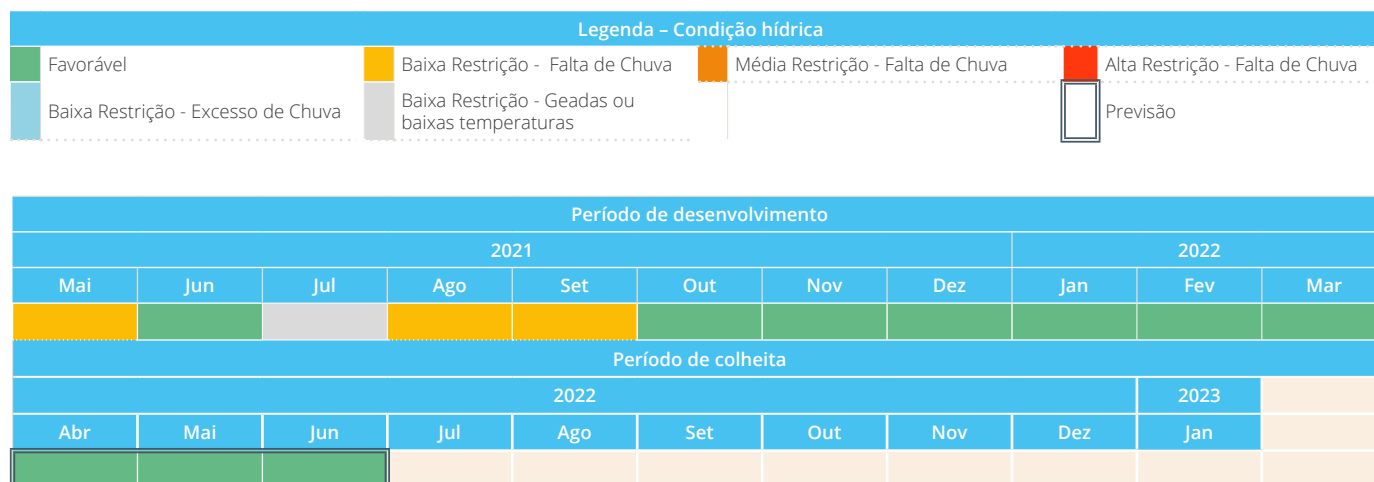 Legenda – Condição hídrica
Favorável
Baixa Restrição - Falta de Chuva
Média Restrição - Falta de Chuva
Alta Restrição - Falta de Chuva
Baixa Restrição - Excesso de Chuva
Baixa Restrição - Geadas ou
baixas temperaturas
Previsão
Período de desenvolvimento
2021 2022
Mai Jun Jul Ago Set Out Nov Dez Jan Fev Mar
Período de colheita
2022 2023
Abr Mai Jun Jul Ago Set Out Nov Dez Jan